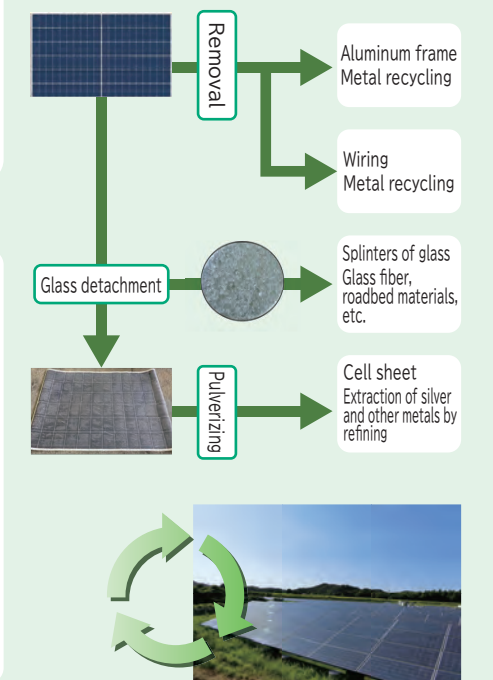 Removal
Aluminum frame
Metal recycling
Wiring
Metal recycling
Glass detachment
Splinters of glass
Glass fiber,
roadbed materials,
etc.
Pulverizing
Cell sheet
Extraction of silver
and other metals by
refining